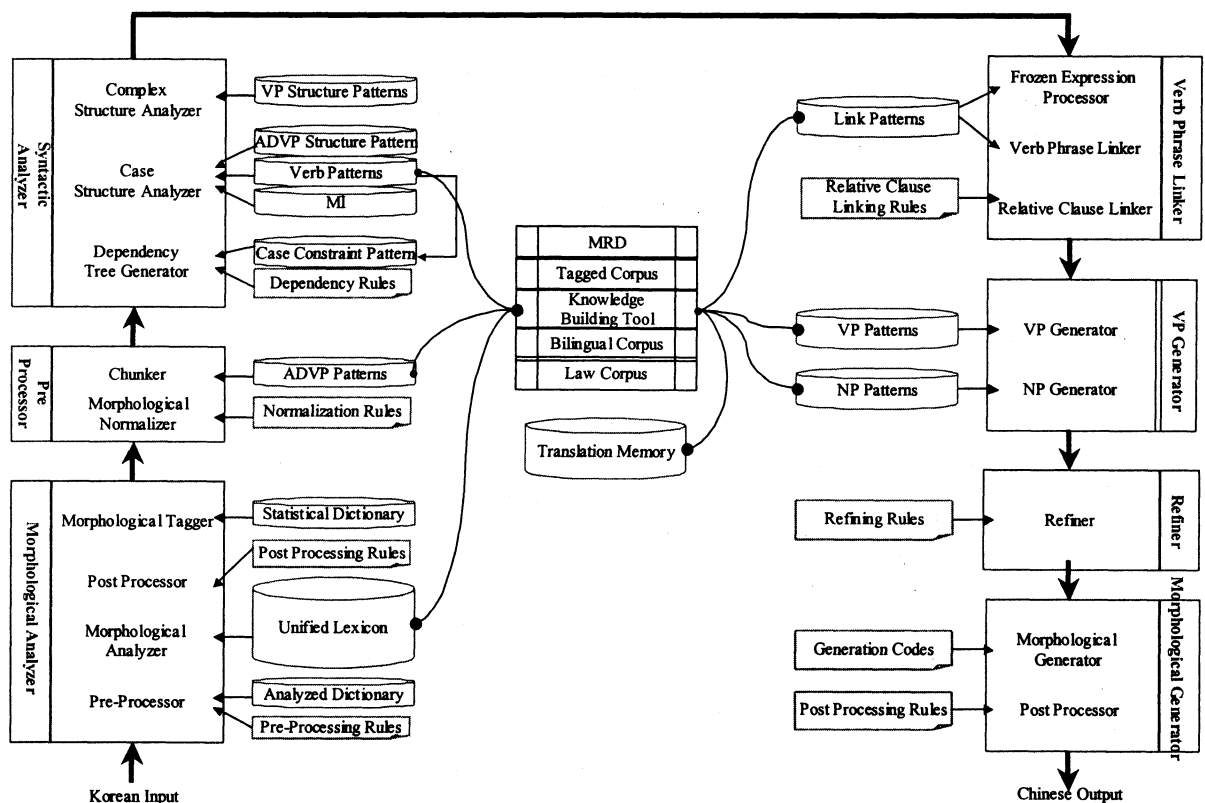 Syntactic
Analyzer
Complex
Structure Analyzer
Case
Structure Analyzer
Dependency
Tree Generator
VP Structure Patterns
ADVP Structure Pattern
Verb Patterns
MI
Case Constraint Pattern
Dependency Rules
Pre
Processor
Chunker
Morphological
Normalizer
ADVP Patterns
Normalization Rules
Morphological Analyzer
Morphological Tagger
Post Processor
Morphological
Analyzer
Pre-Processor
Statistical Dictionary
Post Processing Rules
Unified Lexicon
Analyzed Dictionary
Pre-Processing Rules
Korean Input
MRD
Tagged Corpus
Knowledge
Building Tool
Bilingual Corpus
Law Corpus
Translation Memory
Link Patterns
Relative Clause
Linking Rules
Frozen Expression
Processor
Verb Phrase Linker
Relative Clause Linker
Verb Phrase Linker
VP Patterns
NP Patterns
VP Generator
NP Generator
VP Generator
Refining Rules
Refiner
Refiner
Generation Codes
Post Processing Rules
Morphological
Generator
Post Processor
Morphological Generator
Chinese Output